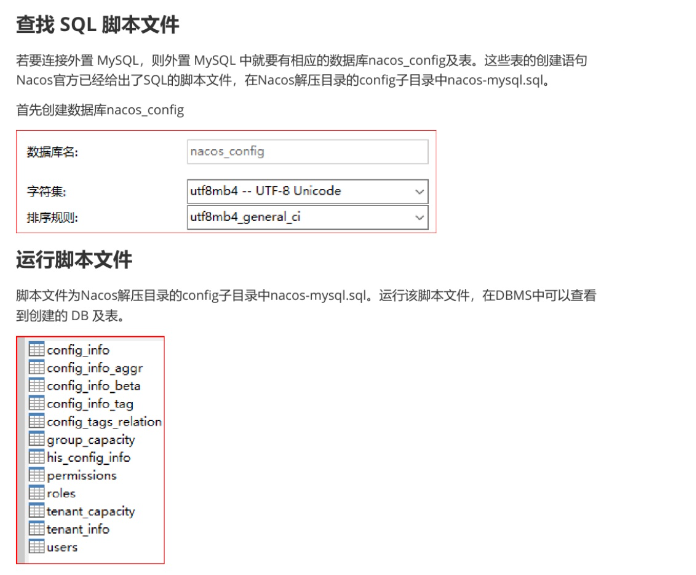 查找 SQL 脚本文件
若要连接外置 MySQL，则外置 MySQL 中就要有相应的数据库nacos_config及表。这些表的创建语句
Nacos官方已经给出了SQL的脚本文件，在Nacos解压目录的config子目录中nacos-mysql.sql。
首先创建数据库nacos_config
数据库名: nacos_config
字符集: utf8mb4 -- UTF-8 Unicode
排序规则: utf8mb4_general_ci
运行脚本文件
脚本文件为Nacos解压目录的config子目录中nacos-mysql.sql。运行该脚本文件，在DBMS中可以查看
到创建的 DB 及表。
config_info
config_info_aggr
config_info_beta
config_info_tag
config_tags_relation
group_capacity
his_config_info
permissions
roles
tenant_capacity
tenant_info
users